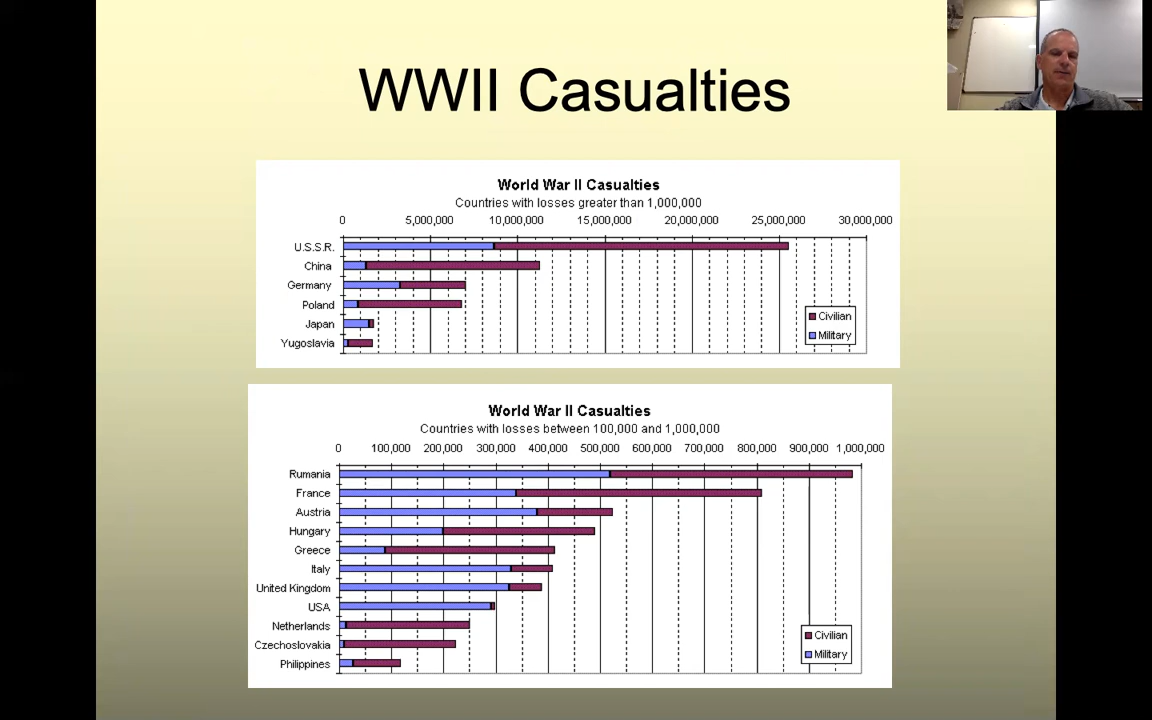 WWII Casualties
World War II Casualties
Countries with losses greater than 1,000,000
0 5,000,000 10,000,000 15,000,000 20,000,000 25,000,000 30,000,000
U.S.S.R.
China
Germany
Poland
Japan
Yugoslavia
Civilian
Military
World War II Casualties
Countries with losses between 100,000 and 1,000,000
0 100,000 200,000 300,000 400,000 500,000 600,000 700,000 800,000 900,000 1,000,000
Rumania
France
Austria
Hungary
Greece
Italy
United Kingdom
USA
Netherlands
Czechoslovakia
Philippines
Civilian
Military